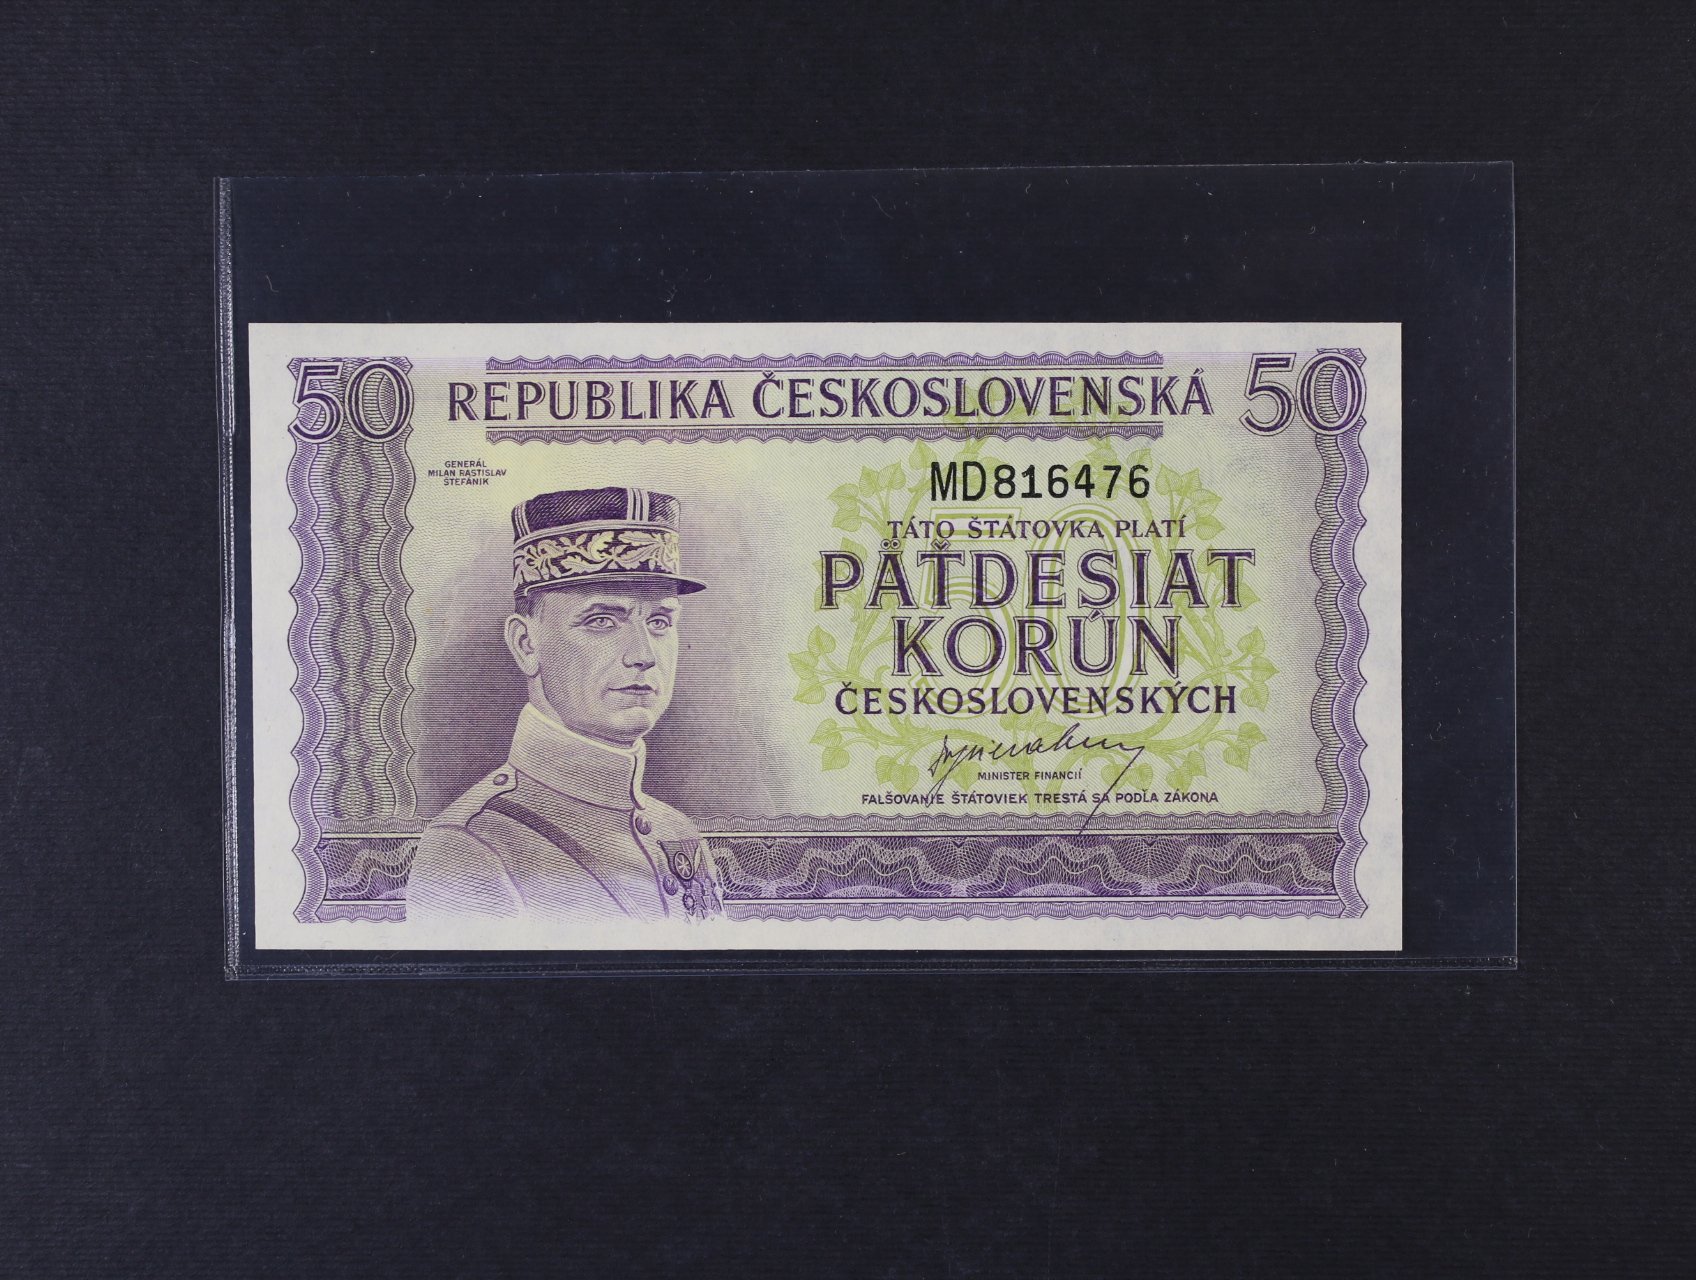 50 REPUBLIKA ČESKOSLOVENSKÁ 50
GENERÁL
MILAN RASTISLAV
ŠTEFÁNIK
MD816476
TÁTO ŠTÁTOVKA PLATÍ
PÄŤDESIAT
KORÚN
ČESKOSLOVENSKÝCH
MINISTER FINANCIÍ
FALŠOVANIE ŠTÁTOVIEK TRESTÁ SA PODĽA ZÁKONA
50